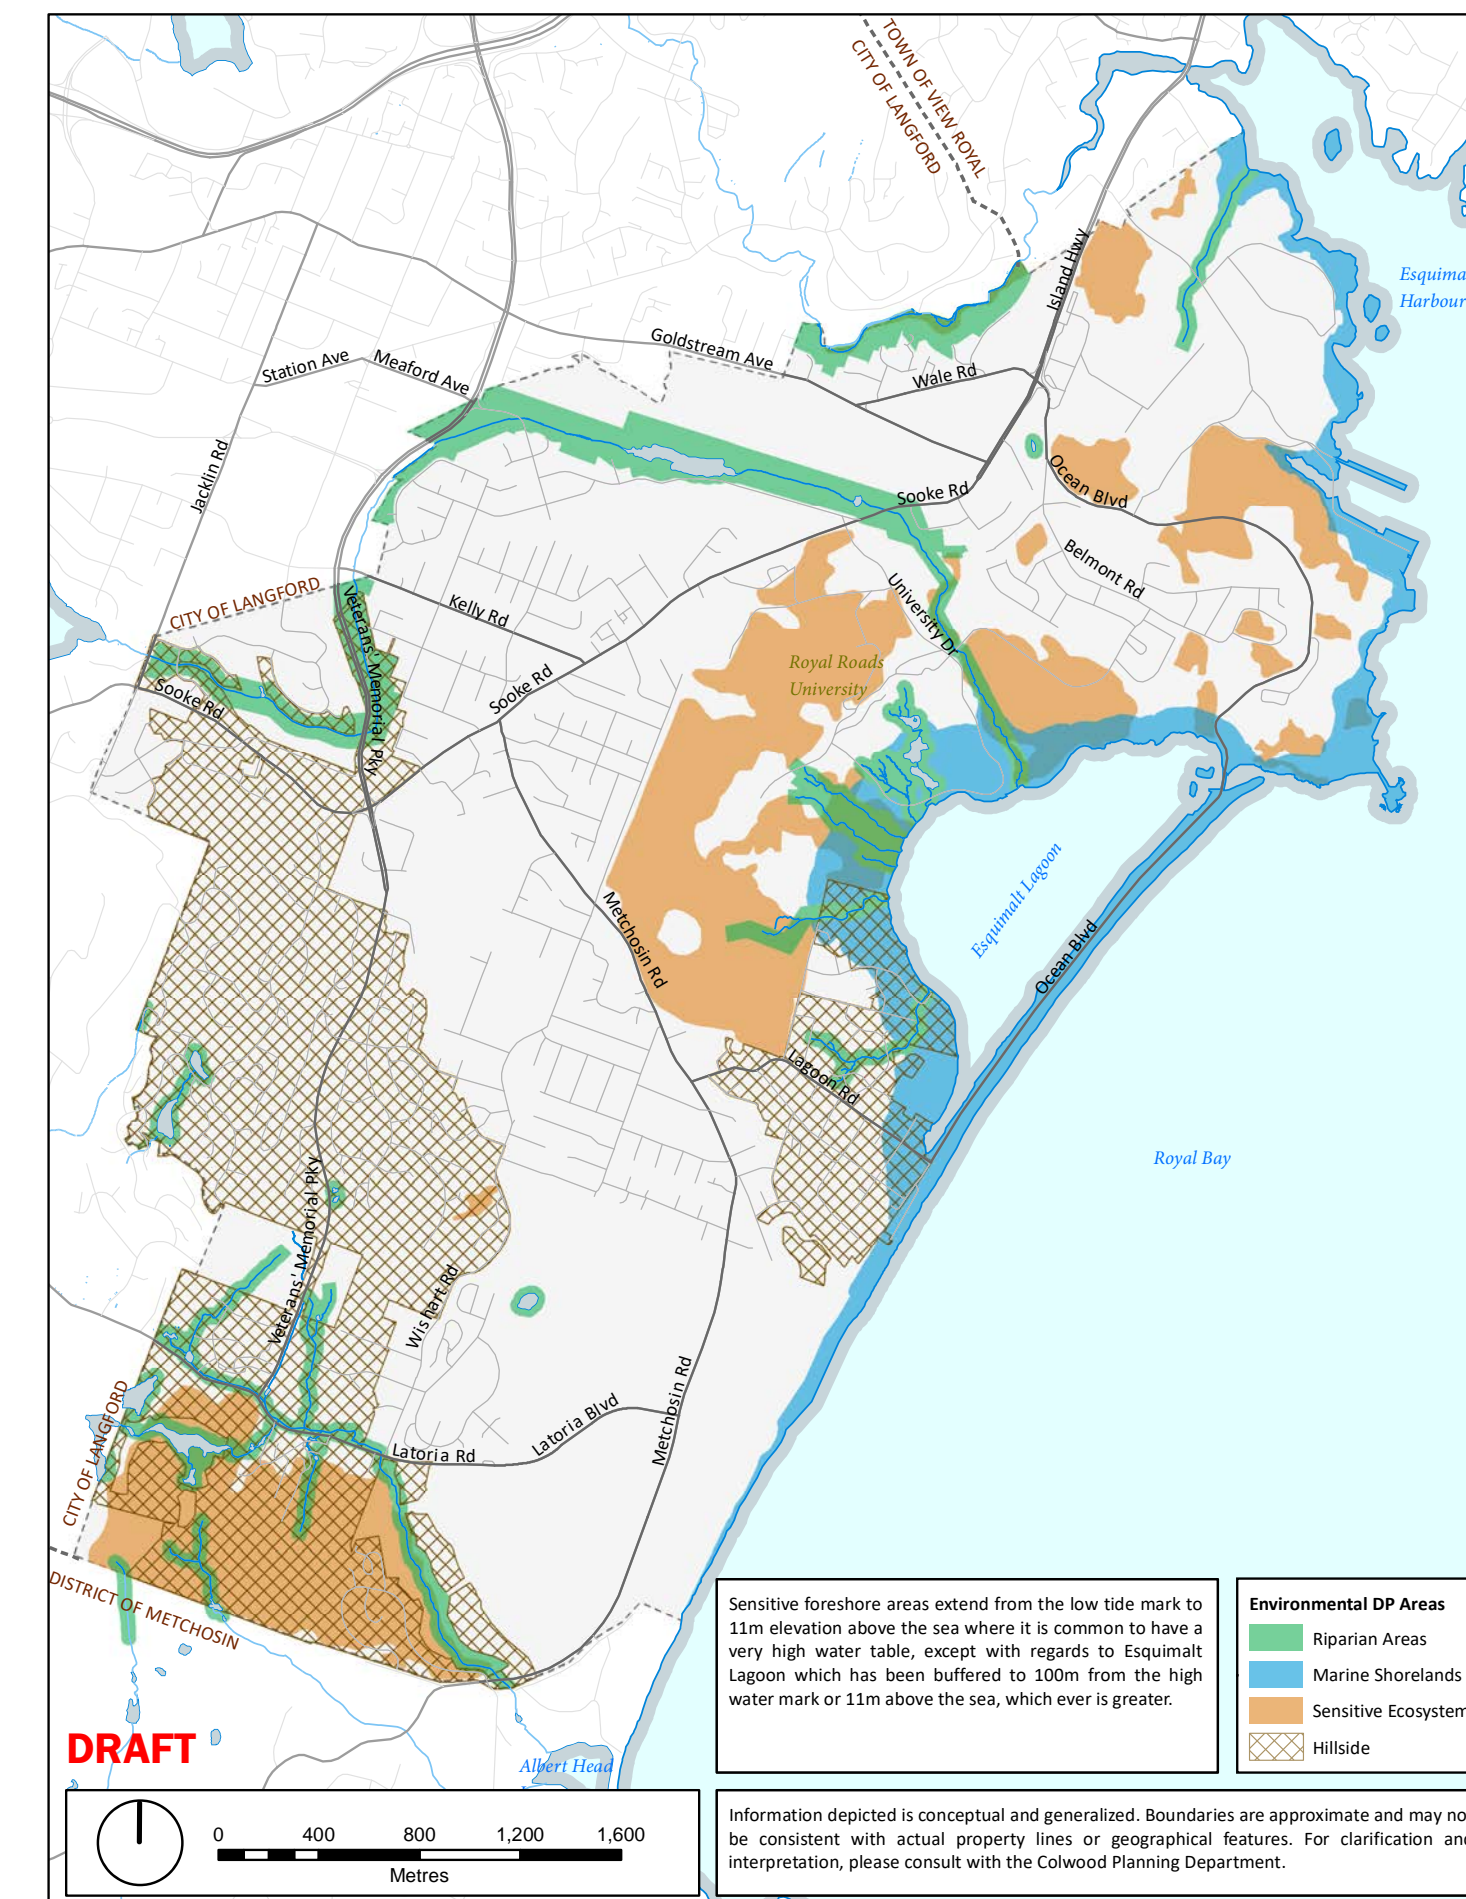 TOWN OF VIEW ROYAL
CITY OF LANGFORD
Esquima
Harbour
Island Hwy
Goldstream Ave
Wale Rd
Station Ave
Meaford Ave
Jacklin Rd
Sooke Rd
Ocean Blvd
Belmont Rd
CITY OF LANGFORD
Veterans' Memorial Pky
Kelly Rd
University Dr
Royal Roads
University
Sooke Rd
Sooke Rd
Esquimalt Lagoon
Metchosin Rd
Ocean Blvd
Lagoon Rd
Royal Bay
Veterans' Memorial Pky
Wishart Rd
Metchosin Rd
CITY OF LANGFORD
Latoria Rd
Latoria Blvd
DISTRICT OF METCHOSIN
Albert Head
DRAFT
Sensitive foreshore areas extend from the low tide mark to
11m elevation above the sea where it is common to have a
very high water table, except with regards to Esquimalt
Lagoon which has been buffered to 100m from the high
water mark or 11m above the sea, which ever is greater.
Environmental DP Areas
Riparian Areas
Marine Shorelands
Sensitive Ecosystem
Hillside
0 400 800 1,200 1,600
Metres
Information depicted is conceptual and generalized. Boundaries are approximate and may no
be consistent with actual property lines or geographical features. For clarification and
interpretation, please consult with the Colwood Planning Department.